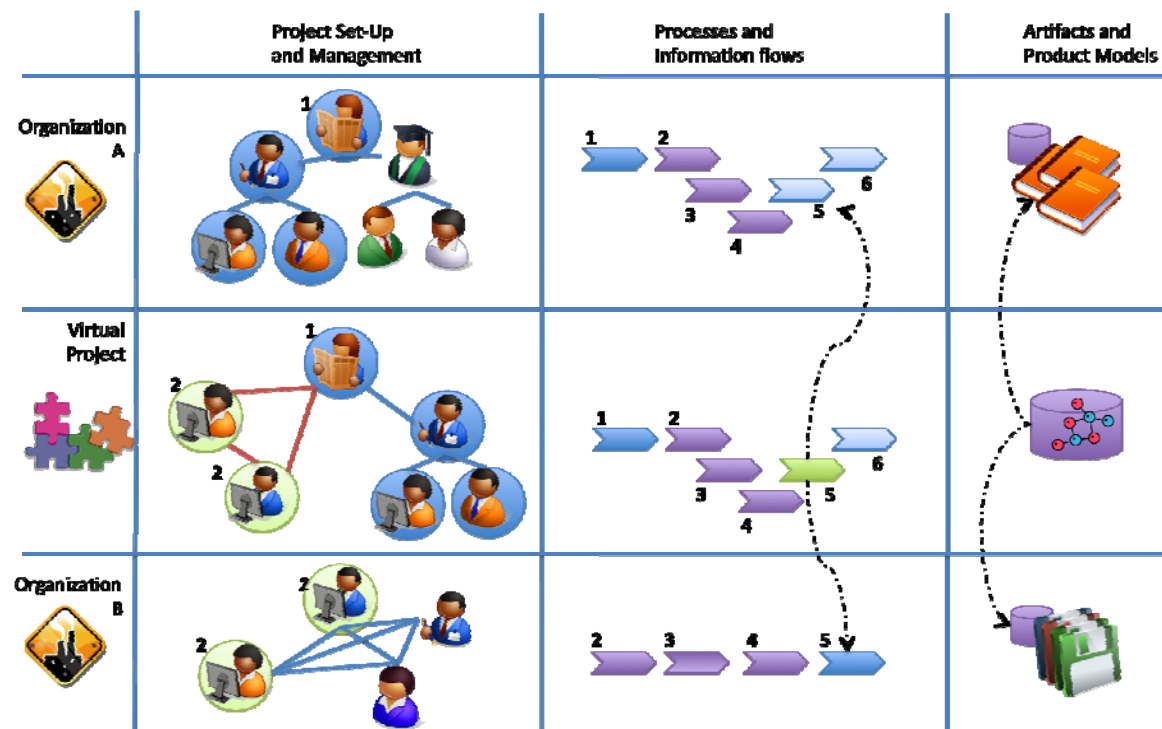 Project Set-Up
and Management
Processes and
Information flows
Artifacts and
Product Models
Organization
A
1
1
2
3
4
5
6
Virtual
Project
1
2
2
1
2
3
4
5
6
Organization
B
2
2
2
3
4
5